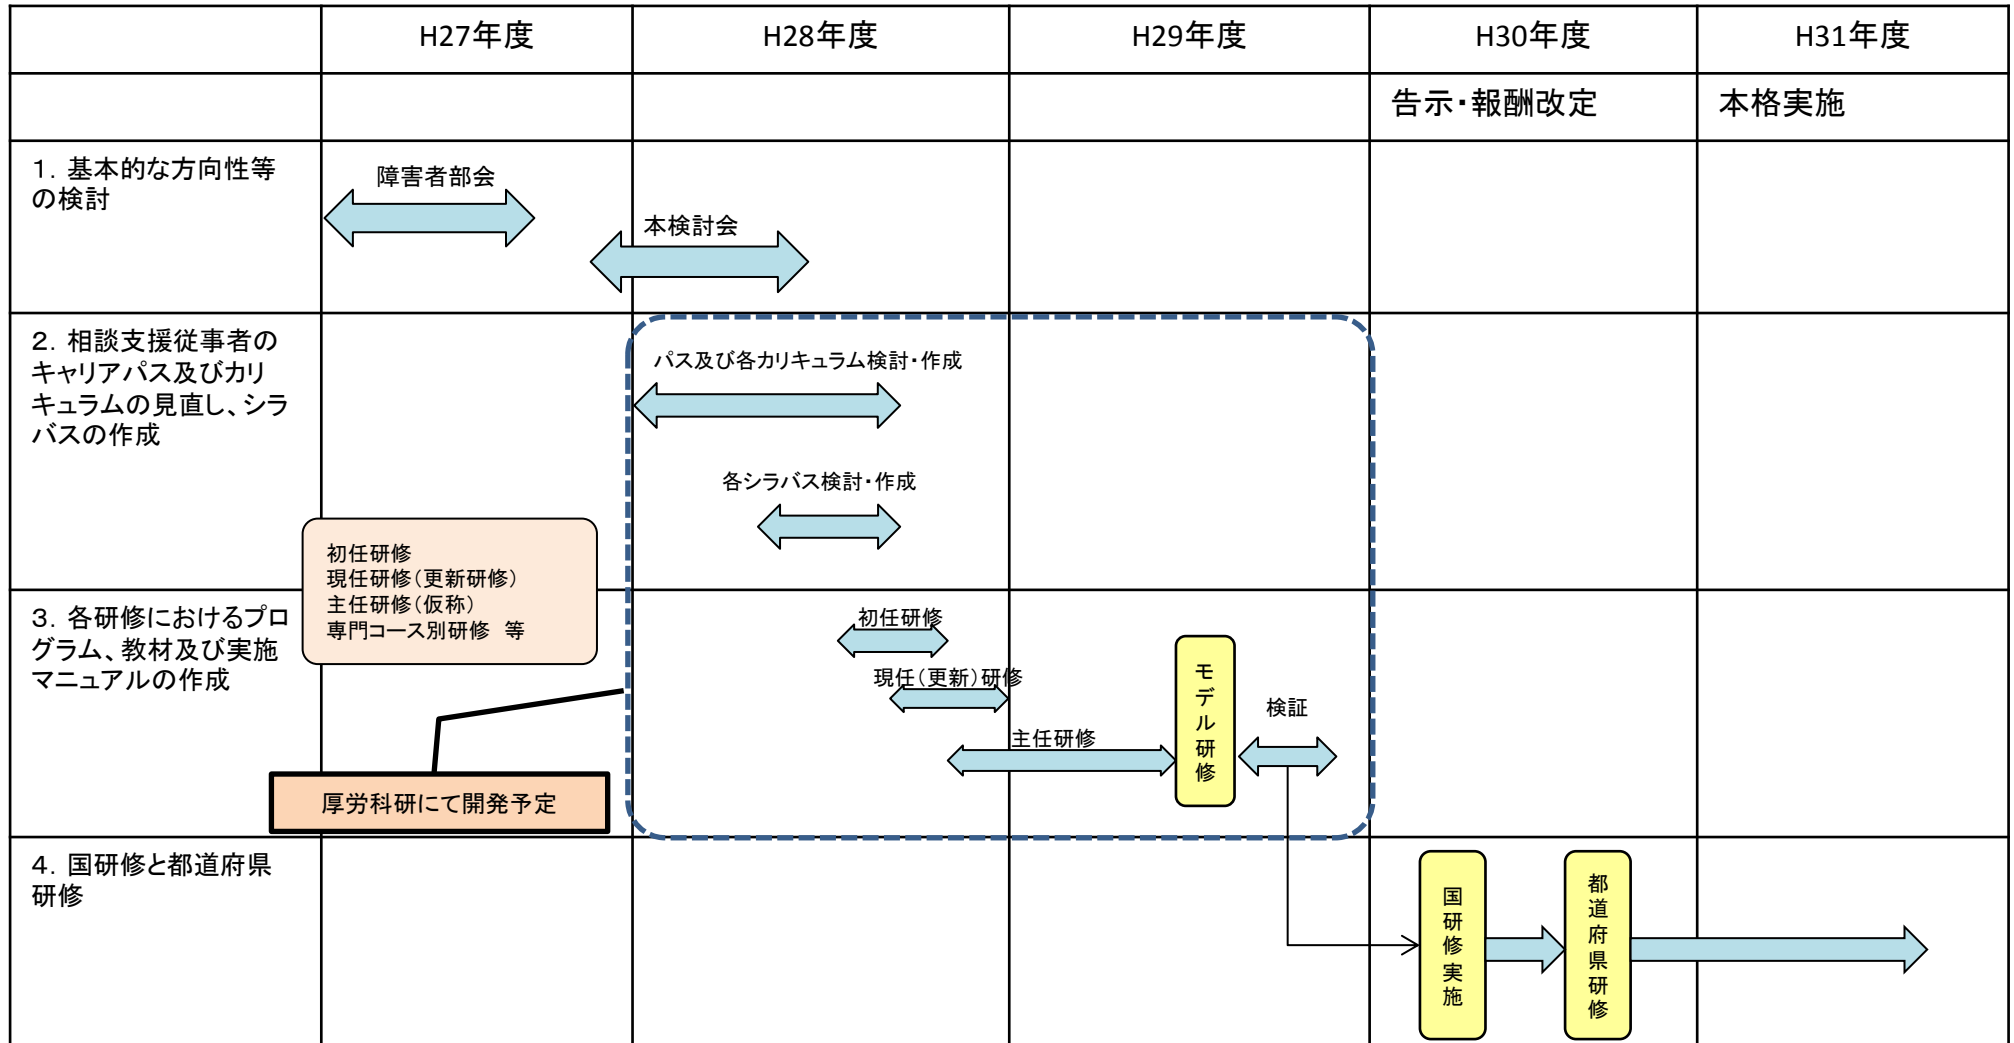 H27年度
H28年度
H29年度
H30年度
H31年度
告示・報酬改定
本格実施
1．基本的な方向性等
の検討
障害者部会
本検討会
2．相談支援従事者の
キャリアパス及びカリ
キュラムの見直し、シラ
バスの作成
パス及び各カリキュラム検討・作成
各シラバス検討・作成
初任研修
現任研修（更新研修）
主任研修（仮称）
専門コース別研修　等
3．各研修におけるプロ
グラム、教材及び実施
マニュアルの作成
初任研修
現任（更新）研修
主任研修
モデル研修
検証
厚労科研にて開発予定
4．国研修と都道府県
研修
国研修実施
都道府県研修